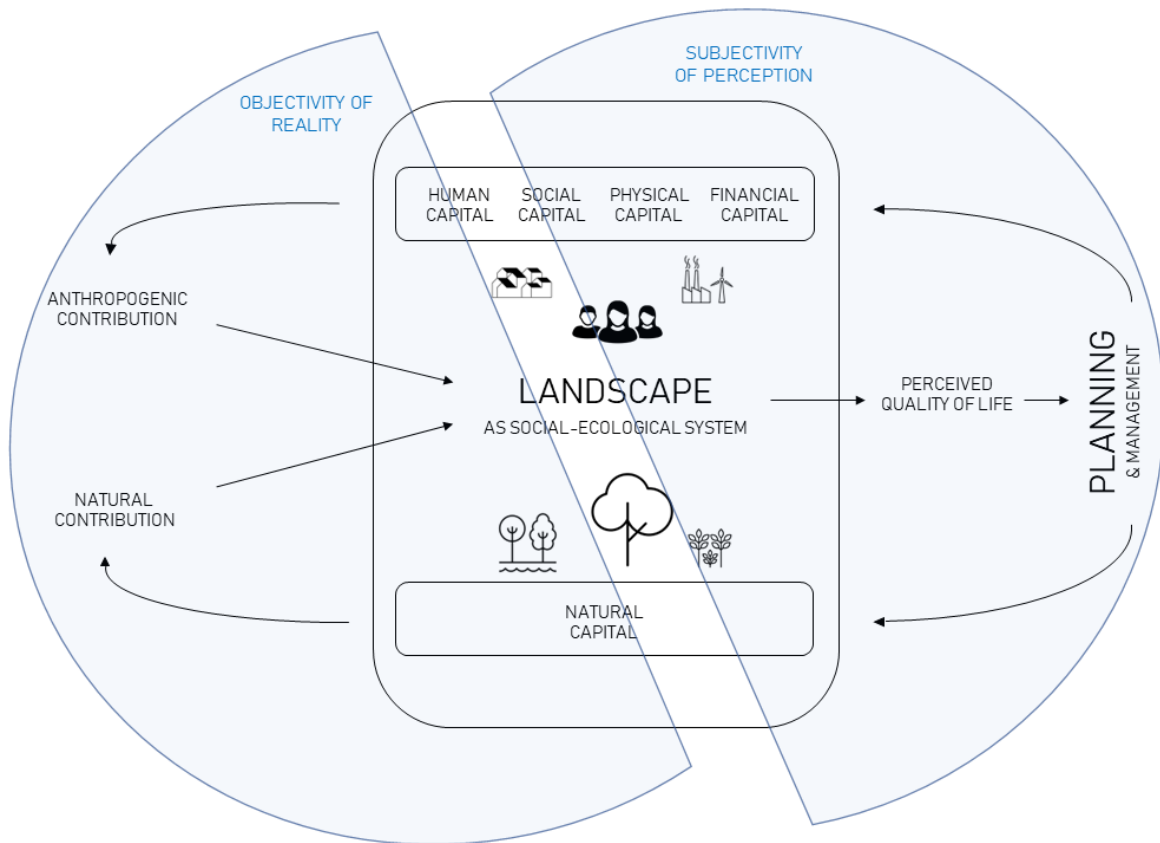 SUBJECTIVITY
OF PERCEPTION
OBJECTIVITY OF
REALITY
HUMAN
CAPITAL
SOCIAL
CAPITAL
PHYSICAL
CAPITAL
FINANCIAL
CAPITAL
ANTHROPOGENIC
CONTRIBUTION
LANDSCAPE
AS SOCIAL-ECOLOGICAL SYSTEM
PERCEIVED
QUALITY OF LIFE
PLANNING
& MANAGEMENT
NATURAL
CONTRIBUTION
NATURAL
CAPITAL